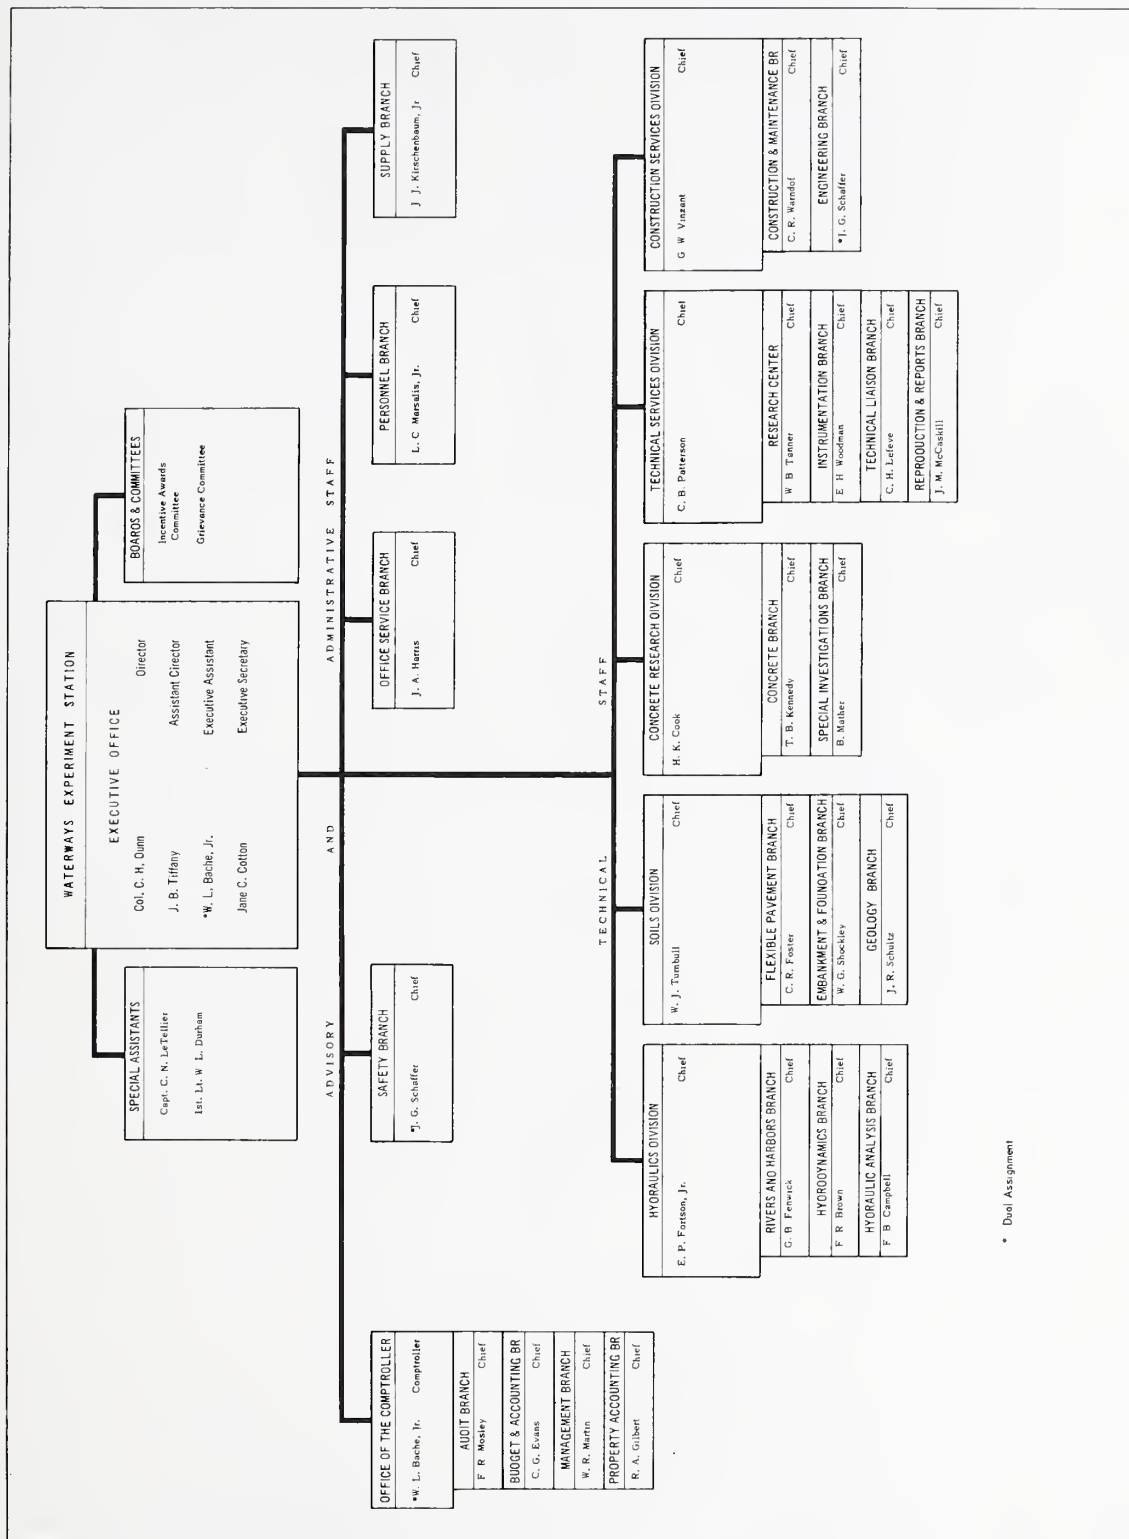 WATERWAYS EXPERIMENT STATION
EXECUTIVE OFFICE
Col. C. H. Dunn Director
J. B. Tiffany Assistant Director
*W. L. Bache, Jr. Executive Assistant
Jane C. Cotton Executive Secretary
SPECIAL ASSISTANTS
Capt. C. N. LeTellier
1st. Lt. W L. Durham
BOARDS & COMMITTEES
Incentive Awards
Committee
Grievance Committee
ADVISORY AND ADMINISTRATIVE STAFF
OFFICE OF THE COMPTROLLER
*W. L. Bache, Jr. Comptroller
AUDIT BRANCH
F R Mosley Chief
BUDGET & ACCOUNTING BR
C. G. Evans Chief
MANAGEMENT BRANCH
W. R. Martin Chief
PROPERTY ACCOUNTING BR
R. A. Gilbert Chief
SAFETY BRANCH
*J. G. Schaffer Chief
OFFICE SERVICE BRANCH
J. A. Harris Chief
PERSONNEL BRANCH
L. C Marsalis, Jr. Chief
SUPPLY BRANCH
J J. Kirschenbaum, Jr Chief
TECHNICAL STAFF
HYDRAULICS DIVISION
E. P. Fortson, Jr. Chief
RIVERS AND HARBORS BRANCH
G. B Fenwick Chief
HYDRODYNAMICS BRANCH
F R Brown Chief
HYDRAULIC ANALYSIS BRANCH
F B Campbell Chief
SOILS DIVISION
W. J. Turnbull Chief
FLEXIBLE PAVEMENT BRANCH
C. R. Foster Chief
EMBANKMENT & FOUNDATION BRANCH
W. G. Shockley Chief
GEOLOGY BRANCH
J. R. Schultz Chief
CONCRETE RESEARCH DIVISION
H. K. Cook Chief
CONCRETE BRANCH
T. B. Kennedy Chief
SPECIAL INVESTIGATIONS BRANCH
B. Mather Chief
TECHNICAL SERVICES DIVISION
C. B. Patterson Chief
RESEARCH CENTER
W B Tanner Chief
INSTRUMENTATION BRANCH
E H Woodman Chief
TECHNICAL LIAISON BRANCH
C. H. Lefeve Chief
REPRODUCTION & REPORTS BRANCH
J. M. McCaskill Chief
CONSTRUCTION SERVICES DIVISION
G W Vinzant Chief
CONSTRUCTION & MAINTENANCE BR
C. R. Warndof Chief
ENGINEERING BRANCH
*J. G. Schaffer Chief
* Dual Assignment